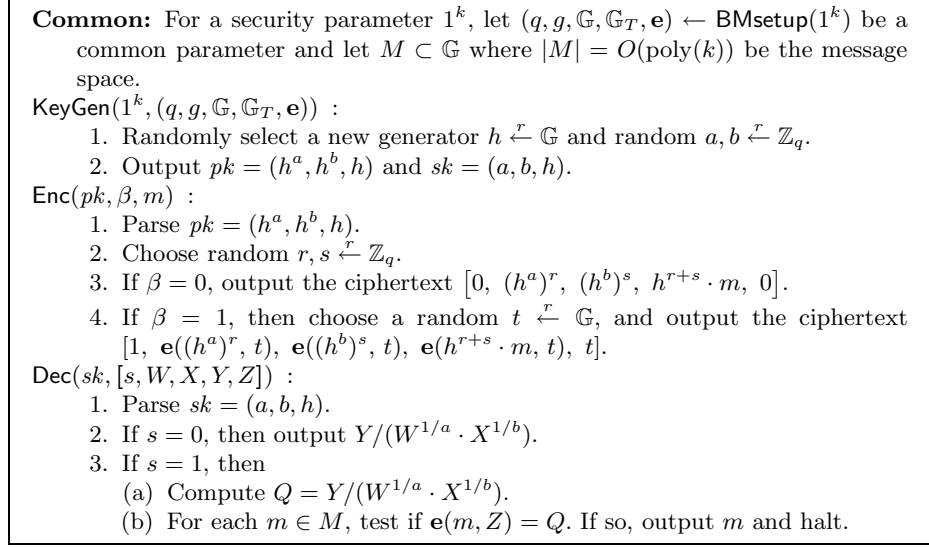 Common: For a security parameter 1^k, let (q, g, 𝔾, 𝔾_T, e) ← BMsetup(1^k) be a
common parameter and let M ⊂ 𝔾 where |M| = O(poly(k)) be the message
space.
KeyGen(1^k, (q, g, 𝔾, 𝔾_T, e)) :
1. Randomly select a new generator h ←^r 𝔾 and random a, b ←^r ℤ_q.
2. Output pk = (h^a, h^b, h) and sk = (a, b, h).
Enc(pk, β, m) :
1. Parse pk = (h^a, h^b, h).
2. Choose random r, s ←^r ℤ_q.
3. If β = 0, output the ciphertext [0, (h^a)^r, (h^b)^s, h^{r+s} · m, 0].
4. If β = 1, then choose a random t ←^r 𝔾, and output the ciphertext
[1, e((h^a)^r, t), e((h^b)^s, t), e(h^{r+s} · m, t), t].
Dec(sk, [s, W, X, Y, Z]) :
1. Parse sk = (a, b, h).
2. If s = 0, then output Y/(W^{1/a} · X^{1/b}).
3. If s = 1, then
(a) Compute Q = Y/(W^{1/a} · X^{1/b}).
(b) For each m ∈ M, test if e(m, Z) = Q. If so, output m and halt.